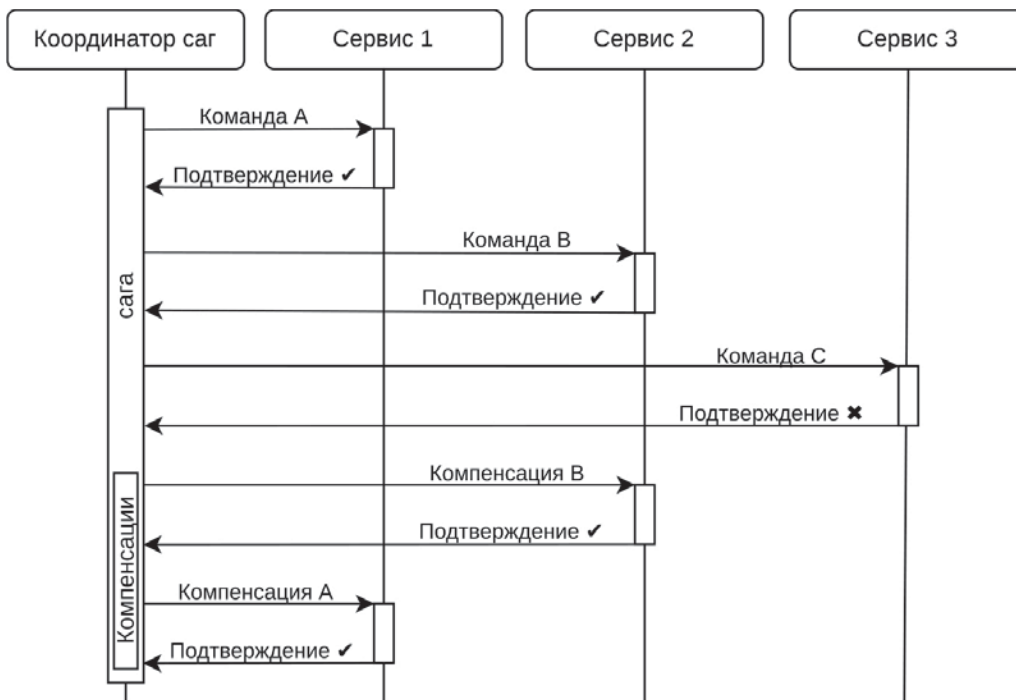 Координатор саг
Сервис 1
Сервис 2
Сервис 3
Команда A
Подтверждение ✔
Команда B
Подтверждение ✔
сага
Команда C
Подтверждение ✖
Компенсация B
Подтверждение ✔
Компенсации
Компенсация A
Подтверждение ✔